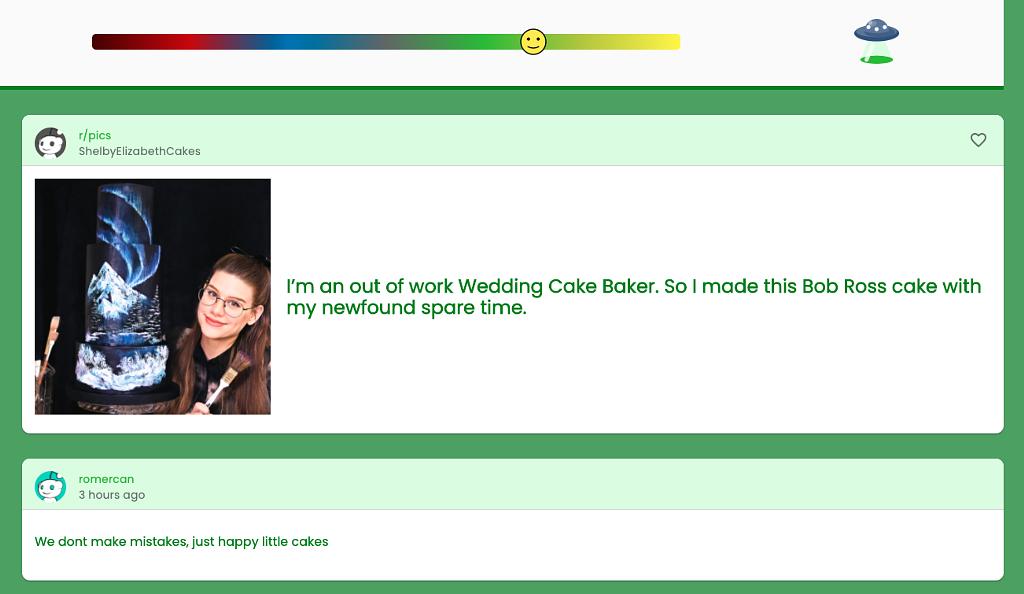 r/pics
ShelbyElizabethCakes
I'm an out of work Wedding Cake Baker. So I made this Bob Ross cake with
my newfound spare time.
romercan
3 hours ago
We dont make mistakes, just happy little cakes